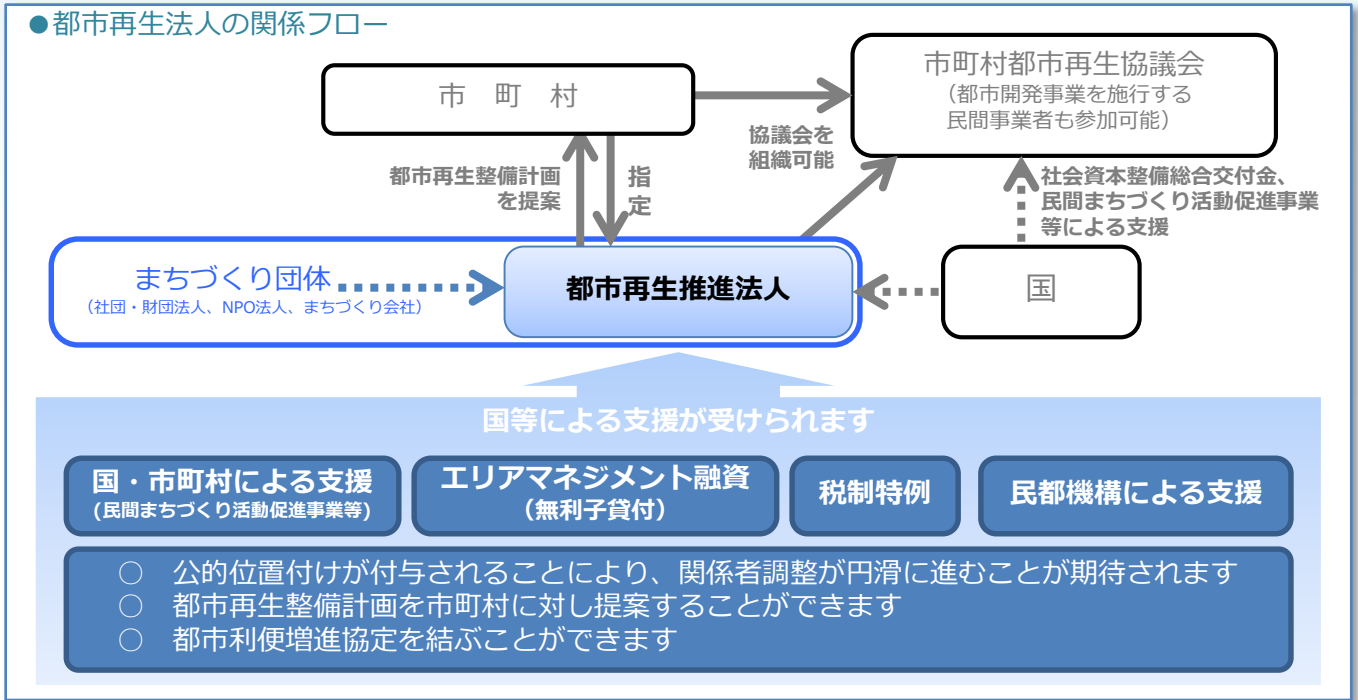 ●都市再生法人の関係フロー
市 町 村
市町村都市再生協議会
（都市開発事業を施行する
民間事業者も参加可能）
協議会を
組織可能
都市再生整備計画
を提案
指
定
社会資本整備総合交付金、
民間まちづくり活動促進事業
等による支援
まちづくり団体
（社団・財団法人、NPO法人、まちづくり会社）
都市再生推進法人
国
国等による支援が受けられます
国・市町村による支援
(民間まちづくり活動促進事業等)
エリアマネジメント融資
（無利子貸付）
税制特例
民都機構による支援
○ 公的位置付けが付与されることにより、関係者調整が円滑に進むことが期待されます
○ 都市再生整備計画を市町村に対し提案することができます
○ 都市利便増進協定を結ぶことができます